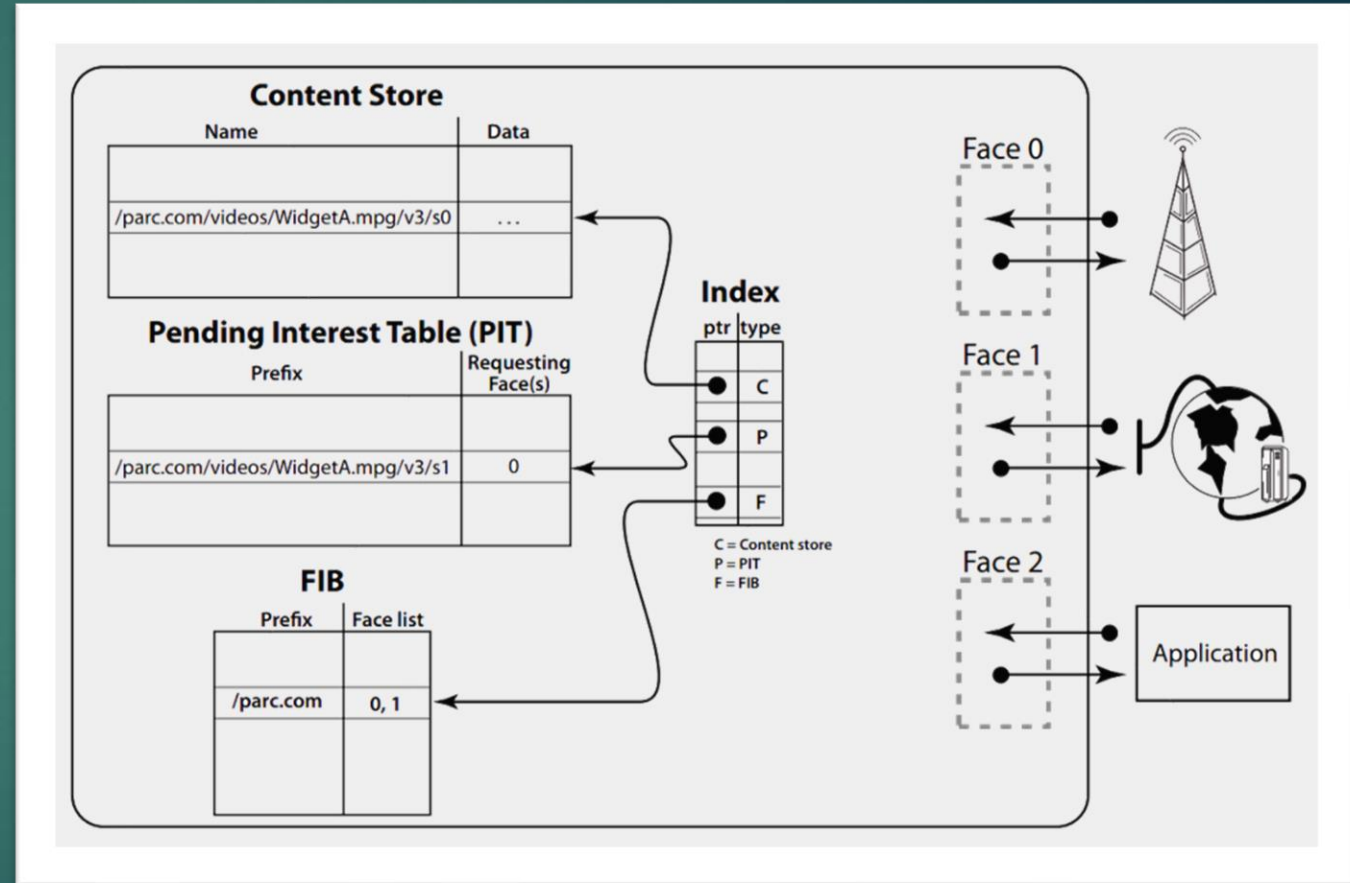 Content Store
Name Data
/parc.com/videos/WidgetA.mpg/v3/s0 ...
Pending Interest Table (PIT)
Prefix Requesting
Face(s)
/parc.com/videos/WidgetA.mpg/v3/s1 0
FIB
Prefix Face list
/parc.com 0, 1
Index
ptr type
C
P
F
C = Content store
P = PIT
F = FIB
Face 0
Face 1
Face 2
Application